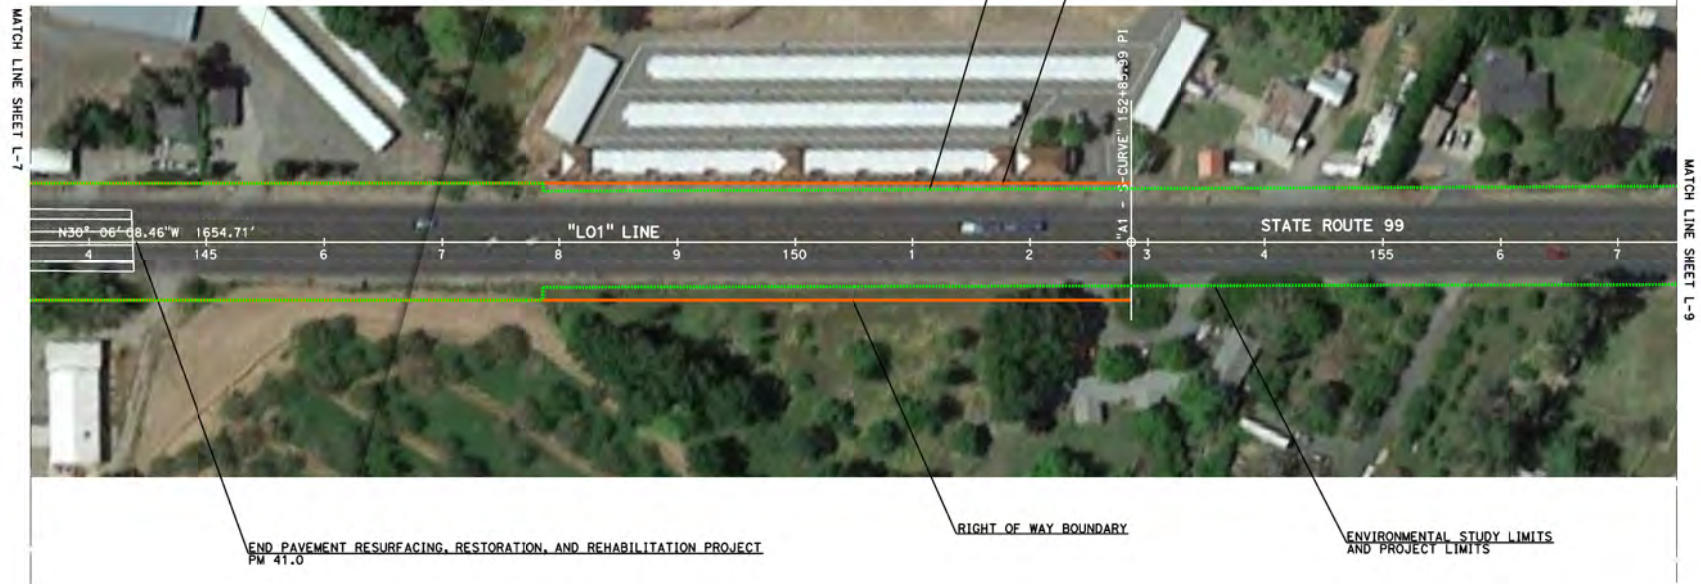 MATCH LINE SHEET L-7
"A1 - S-CURVE" 152+85.99 PI
MATCH LINE SHEET L-9
N30° 06' 08.46"W 1654.71'
"LO1" LINE
STATE ROUTE 99
4 145 6 7 8 9 150 1 2 3 4 155 6 7
END PAVEMENT RESURFACING, RESTORATION, AND REHABILITATION PROJECT
PM 41.0
RIGHT OF WAY BOUNDARY
ENVIRONMENTAL STUDY LIMITS
AND PROJECT LIMITS